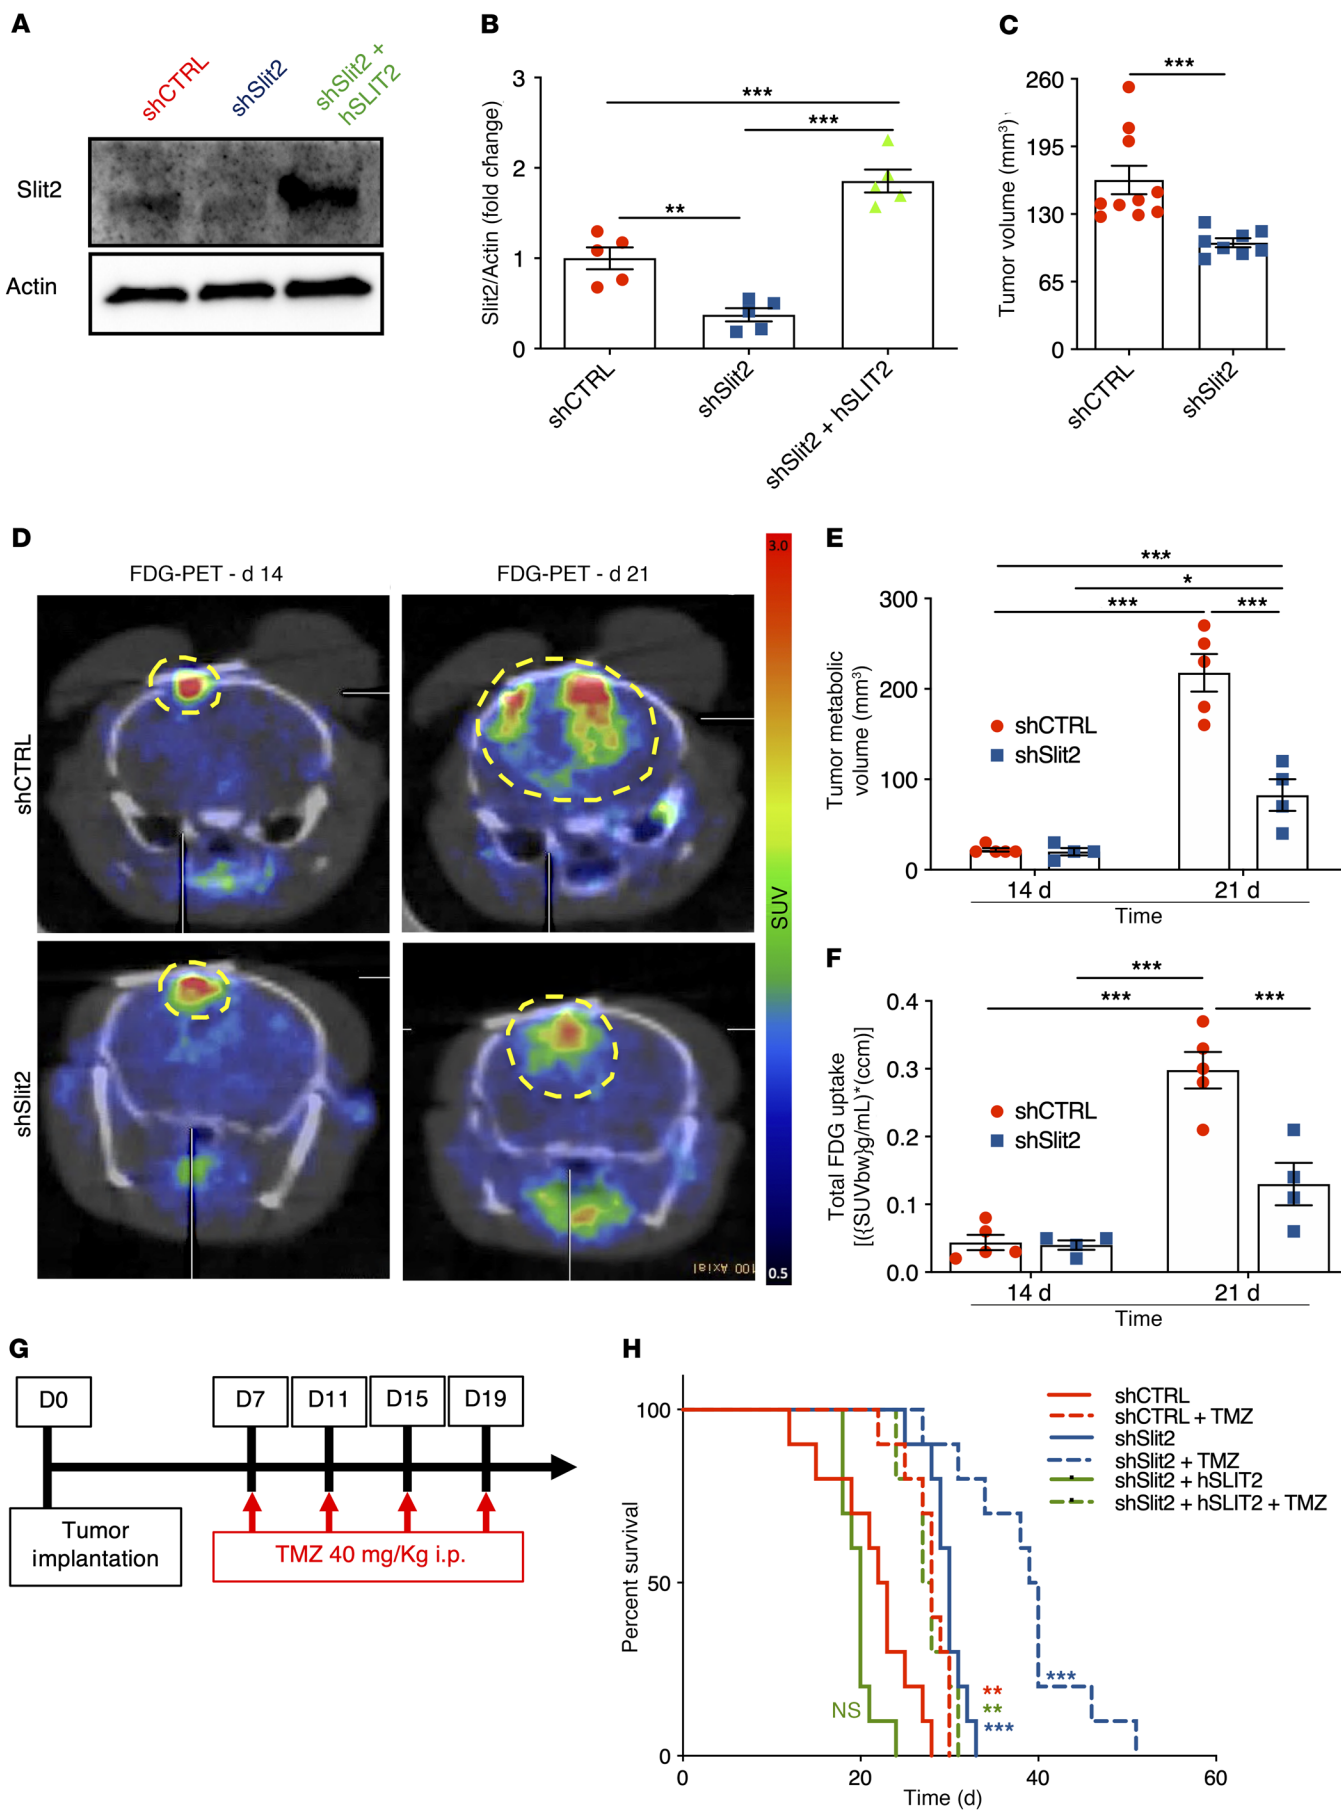 A
shCTRL
shSlit2
shSlit2 +
hSLIT2
Slit2
Actin
B
Slit2/Actin (fold change)
3
2
1
0
***
***
**
shCTRL
shSlit2
shSlit2 + hSLIT2
C
Tumor volume (mm³)
260
195
130
65
0
***
shCTRL
shSlit2
D
FDG-PET - d 14
FDG-PET - d 21
shCTRL
shSlit2
3.0
SUV
0.5
100 Axial
E
Tumor metabolic
volume (mm³)
300
200
100
0
***
*
***
***
shCTRL
shSlit2
14 d
21 d
Time
F
Total FDG uptake
[({SUVbw}g/mL)*(ccm)]
0.4
0.3
0.2
0.1
0.0
***
***
***
shCTRL
shSlit2
14 d
21 d
Time
G
D0
D7
D11
D15
D19
Tumor
implantation
TMZ 40 mg/Kg i.p.
H
Percent survival
100
50
0
0
20
40
60
Time (d)
NS
**
**
***
***
shCTRL
shCTRL + TMZ
shSlit2
shSlit2 + TMZ
shSlit2 + hSLIT2
shSlit2 + hSLIT2 + TMZ